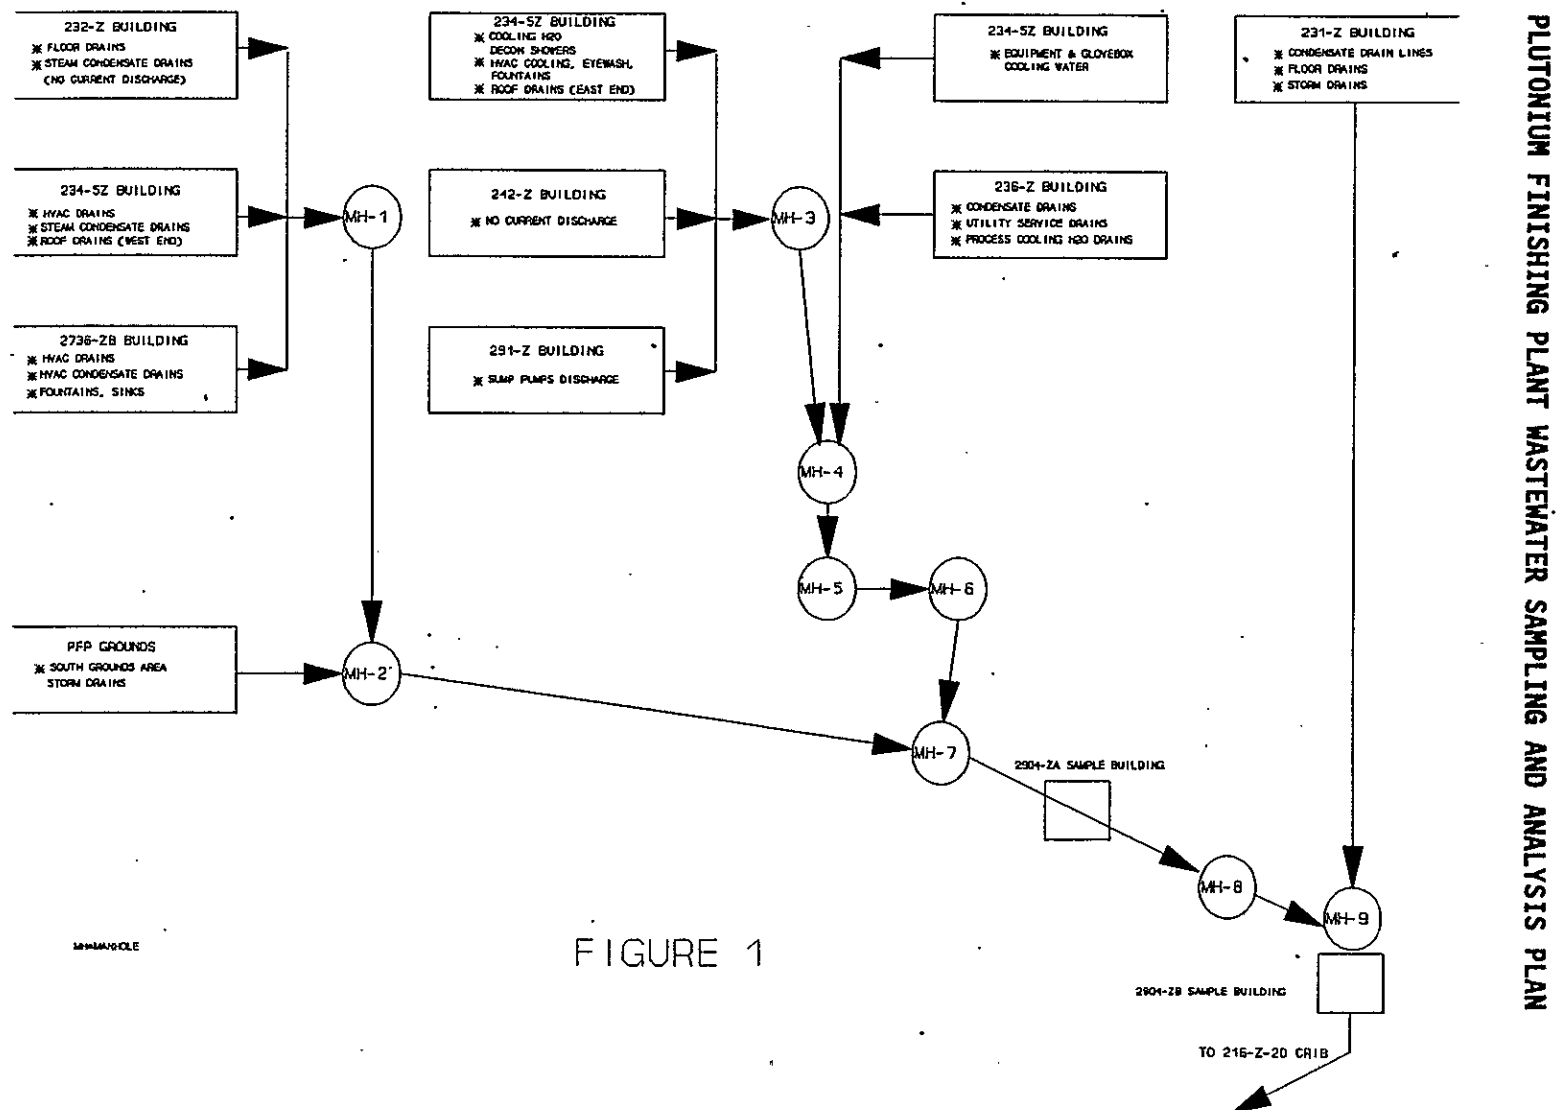 PLUTONIUM FINISHING PLANT WASTEWATER SAMPLING AND ANALYSIS PLAN
232-Z BUILDING
* FLOOR DRAINS
* STEAM CONDENSATE DRAINS
(NO CURRENT DISCHARGE)
234-5Z BUILDING
* COOLING H2O
DECON SHOWERS
* HVAC COOLING, EYEWASH,
FOUNTAINS
* ROOF DRAINS (EAST END)
234-5Z BUILDING
* EQUIPMENT & GLOVEBOX
COOLING WATER
231-Z BUILDING
* CONDENSATE DRAIN LINES
* FLOOR DRAINS
* STORM DRAINS
234-5Z BUILDING
* HVAC DRAINS
* STEAM CONDENSATE DRAINS
* ROOF DRAINS (WEST END)
MH-1
242-Z BUILDING
* NO CURRENT DISCHARGE
MH-3
236-Z BUILDING
* CONDENSATE DRAINS
* UTILITY SERVICE DRAINS
* PROCESS COOLING H2O DRAINS
2736-ZB BUILDING
* HVAC DRAINS
* HVAC CONDENSATE DRAINS
* FOUNTAINS, SINKS
291-Z BUILDING
* SUMP PUMPS DISCHARGE
MH-4
MH-5
MH-6
PFP GROUNDS
* SOUTH GROUNDS AREA
STORM DRAINS
MH-2
MH-7
2904-ZA SAMPLE BUILDING
MH-8
MH-9
MH=MANHOLE
FIGURE 1
2904-ZB SAMPLE BUILDING
TO 216-Z-20 CRIB